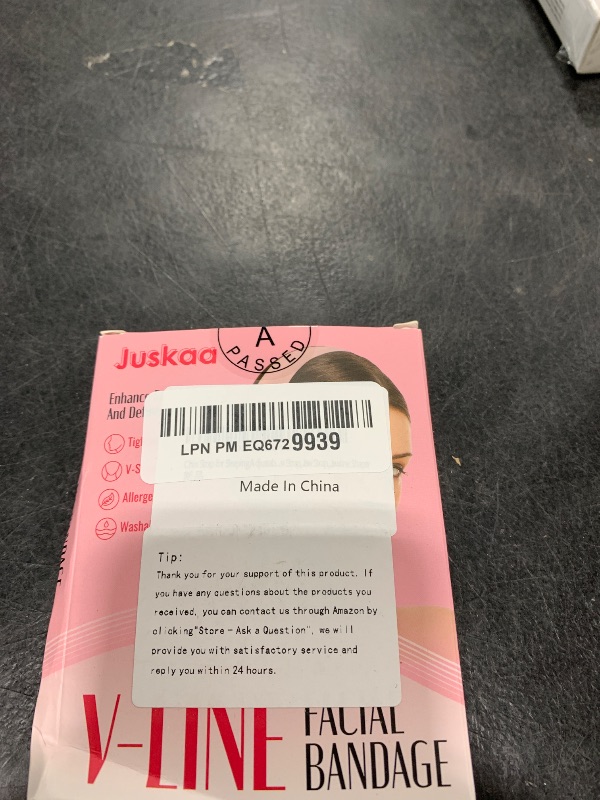 Juskaa
A
PASSED
Enhance
And Def
LPN PM EQ6729939
Made In China
Allerge
Washa
Tip:
Thank you for your support of this product. If
you have any questions about the products you
received, you can contact us through Amazon by
clicking"Store - Ask a Question", we will
provide you with satisfactory service and
reply you within 24 hours.
V-LINE
FACIAL
BANDAGE